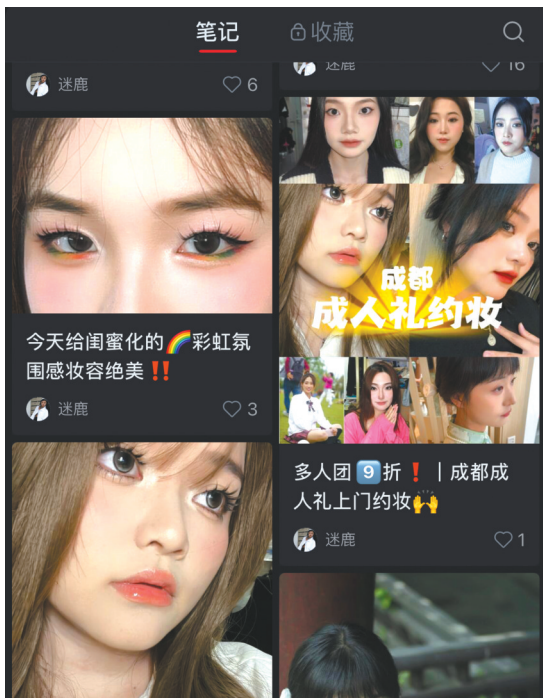 笔记
收藏
迷鹿
6
今天给闺蜜化的🌈彩虹氛
围感妆容绝美‼️
迷鹿
3
迷鹿
16
成都
成人礼约妆
多人团9️⃣折❗｜成都成
人礼上门约妆🙌
迷鹿
1